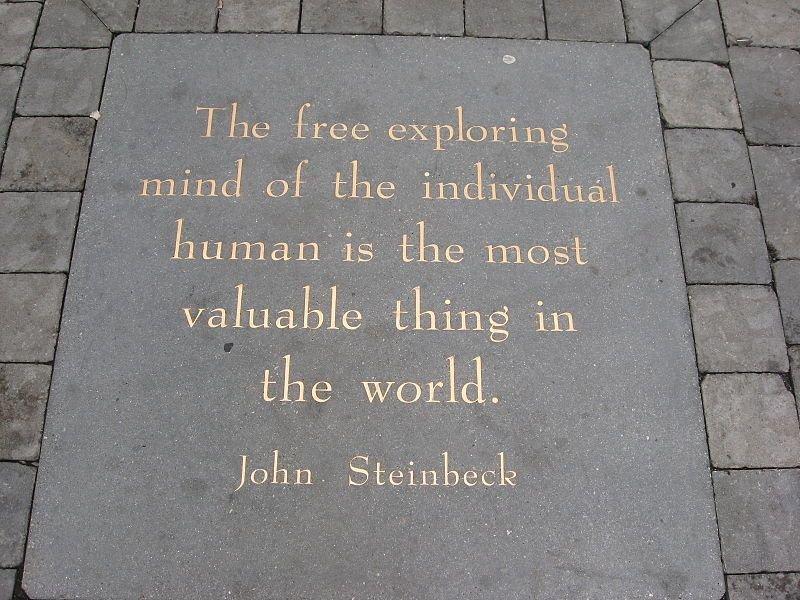 The free exploring
mind of the individual
human is the most
valuable thing in
the world.
John Steinbeck